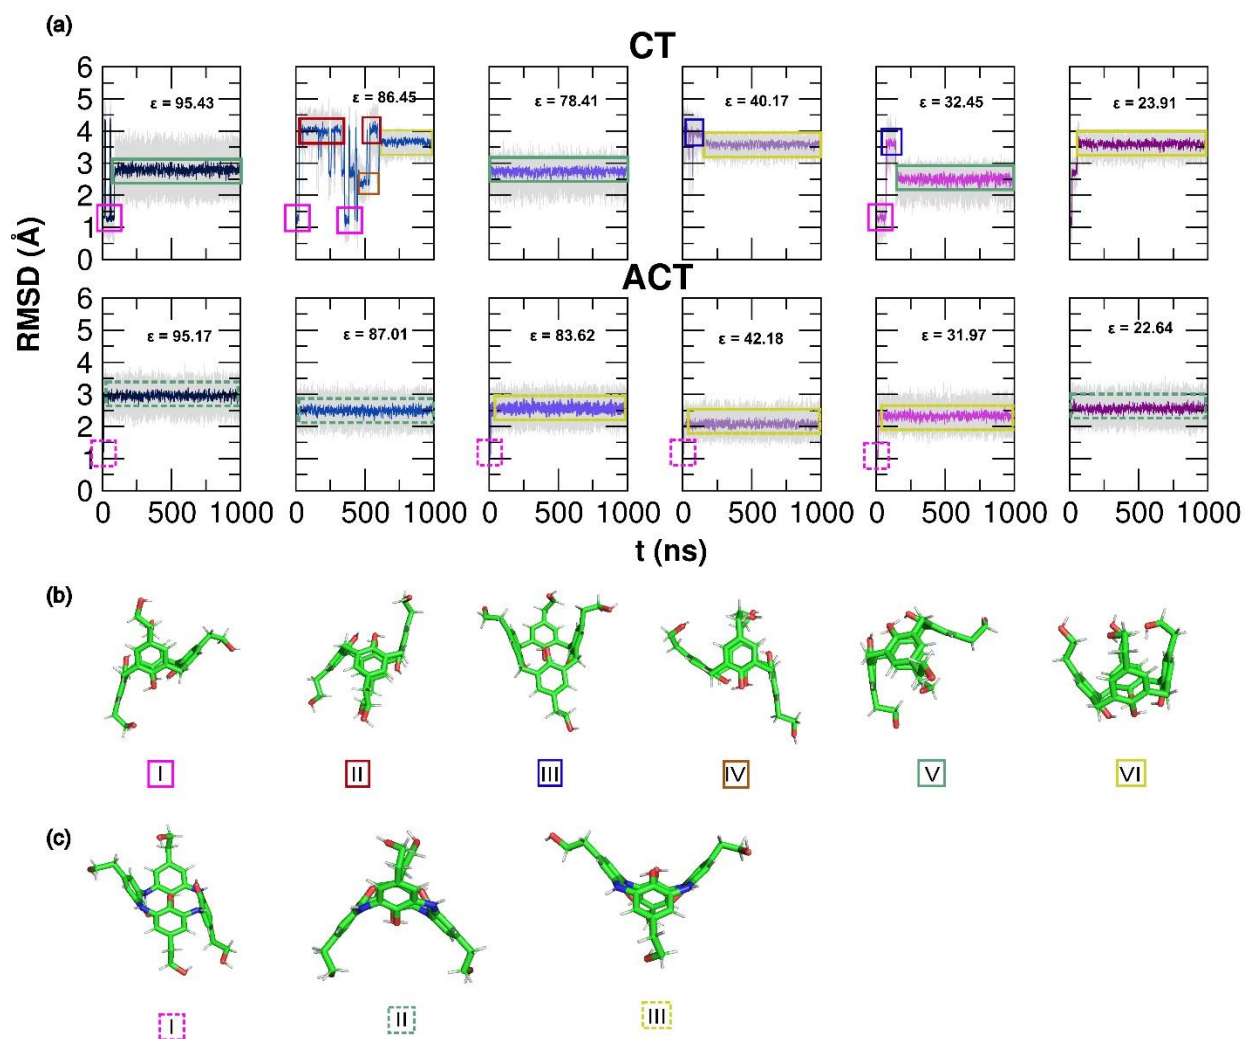 (a)
CT
6
5
4
3
2
1
0
ε = 95.43
ε = 86.45
ε = 78.41
ε = 40.17
ε = 32.45
ε = 23.91
RMSD (Å)
ACT
6
5
4
3
2
1
0
ε = 95.17
ε = 87.01
ε = 83.62
ε = 42.18
ε = 31.97
ε = 22.64
0 500 1000 0 500 1000 0 500 1000 0 500 1000 0 500 1000 0 500 1000
t (ns)
(b)
I II III IV V VI
(c)
I II III